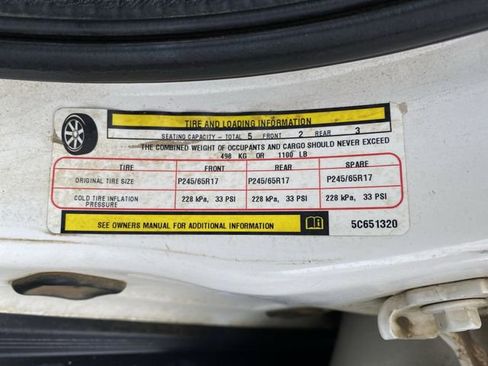 TIRE AND LOADING INFORMATION
SEATING CAPACITY - TOTAL 5 FRONT 2 REAR 3
THE COMBINED WEIGHT OF OCCUPANTS AND CARGO SHOULD NEVER EXCEED
498 KG OR 1100 LB
TIRE FRONT REAR SPARE
ORIGINAL TIRE SIZE P245/65R17 P245/65R17 P245/65R17
COLD TIRE INFLATION PRESSURE 228 kPa, 33 PSI 228 kPa, 33 PSI 228 kPa, 33 PSI
SEE OWNERS MANUAL FOR ADDITIONAL INFORMATION 5C651320